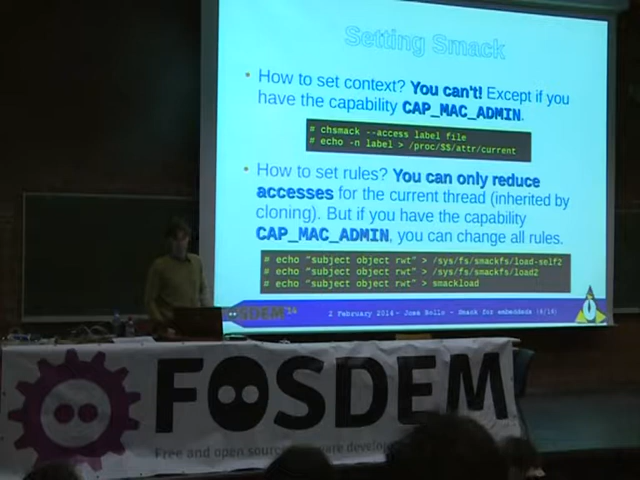 Setting Smack
• How to set context? You can't! Except if you
have the capability CAP_MAC_ADMIN.
# chsmack --access label file
# echo -n label > /proc/$$/attr/current
• How to set rules? You can only reduce
accesses for the current thread (inherited by
cloning). But if you have the capability
CAP_MAC_ADMIN, you can change all rules.
# echo "subject object rwt" > /sys/fs/smackfs/load-self2
# echo "subject object rwt" > /sys/fs/smackfs/load2
# echo "subject object rwt" > smackload
FOSDEM'14
2 February 2014 - José Bollo - Smack for embedded
FOSDEM
Free and open source